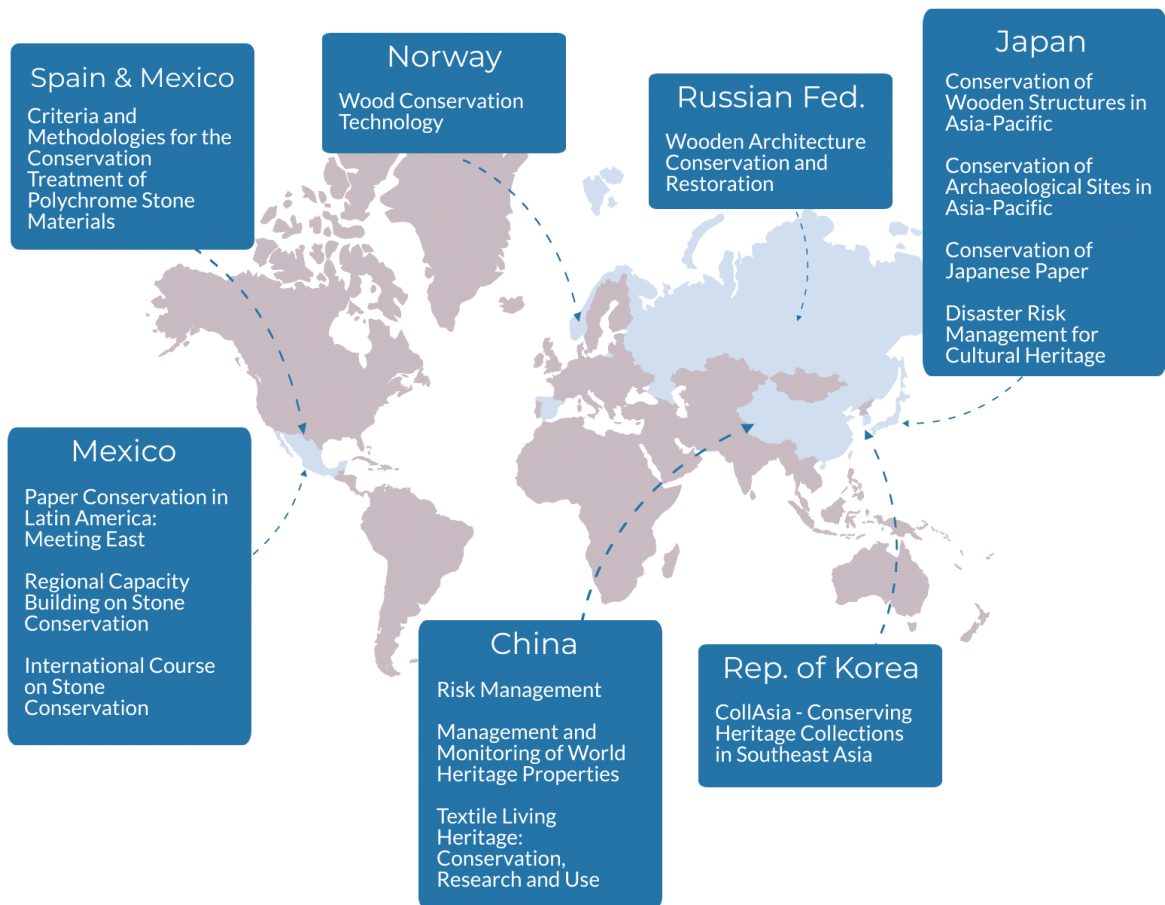 Spain & Mexico
Criteria and
Methodologies for the
Conservation
Treatment of
Polychrome Stone
Materials
Norway
Wood Conservation
Technology
Russian Fed.
Wooden Architecture
Conservation and
Restoration
Japan
Conservation of
Wooden Structures in
Asia-Pacific
Conservation of
Archaeological Sites in
Asia-Pacific
Conservation of
Japanese Paper
Disaster Risk
Management for
Cultural Heritage
Mexico
Paper Conservation in
Latin America:
Meeting East
Regional Capacity
Building on Stone
Conservation
International Course
on Stone
Conservation
China
Risk Management
Management and
Monitoring of World
Heritage Properties
Textile Living
Heritage:
Conservation,
Research and Use
Rep. of Korea
CollAsia - Conserving
Heritage Collections
in Southeast Asia